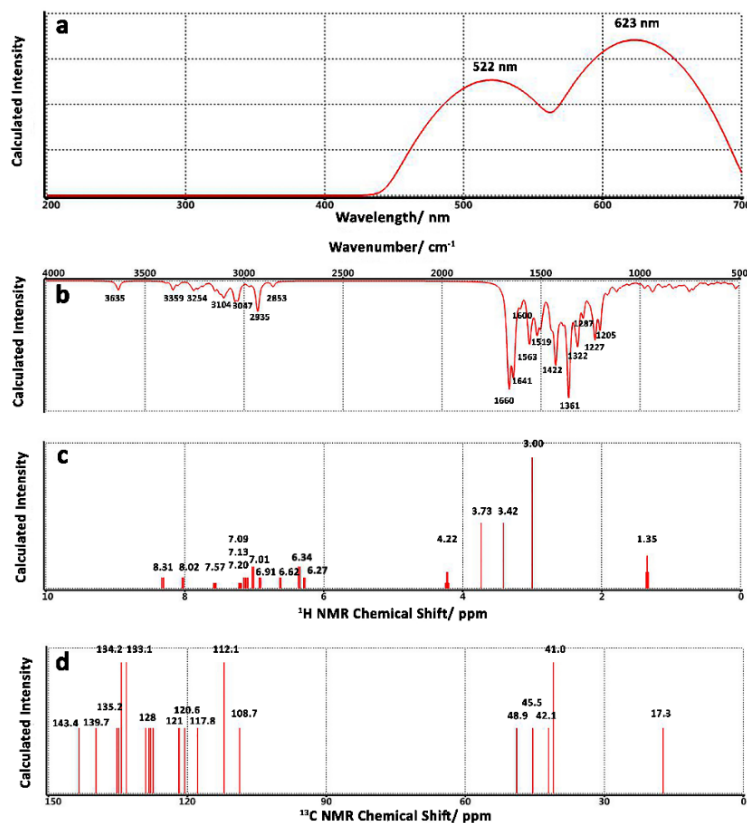 a
Calculated Intensity
522 nm
623 nm
200 300 400 500 600 700
Wavelength/ nm
Wavenumber/ cm-1
4000 3500 3000 2500 2000 1500 1000 500
b
Calculated Intensity
3635
3359
3254
3104
3047
2935
2853
1660
1641
1600
1563
1519
1422
1361
1322
1287
1227
1205
c
Calculated Intensity
8.31
8.02
7.57
7.09
7.13
7.20
7.01
6.91
6.62
6.34
6.27
4.22
3.73
3.42
3.00
1.35
10 8 6 4 2 0
1H NMR Chemical Shift/ ppm
d
Calculated Intensity
143.4
139.7
135.2
134.2
133.1
128
121
120.6
117.8
112.1
108.7
48.9
45.5
42.1
41.0
17.3
150 120 90 60 30 0
13C NMR Chemical Shift/ ppm